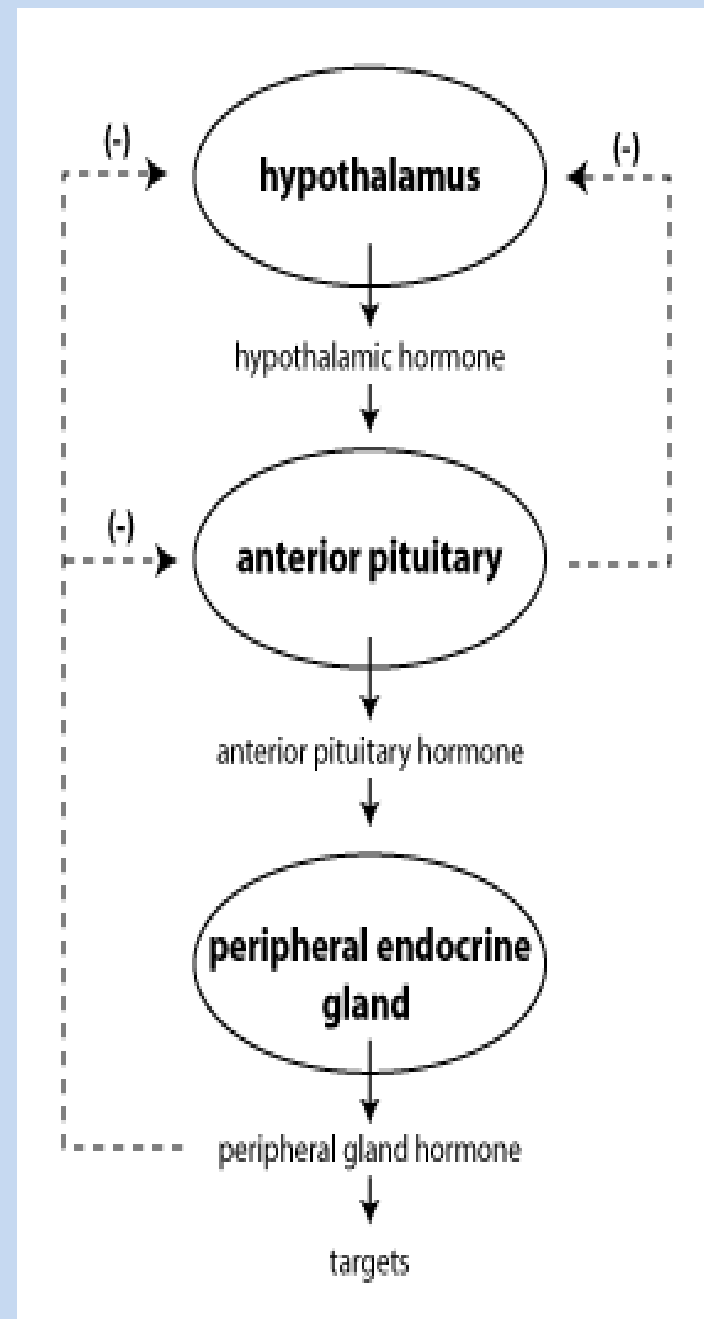 (-)
(-)
hypothalamus
hypothalamic hormone
(-)
anterior pituitary
anterior pituitary hormone
peripheral endocrine
gland
peripheral gland hormone
targets